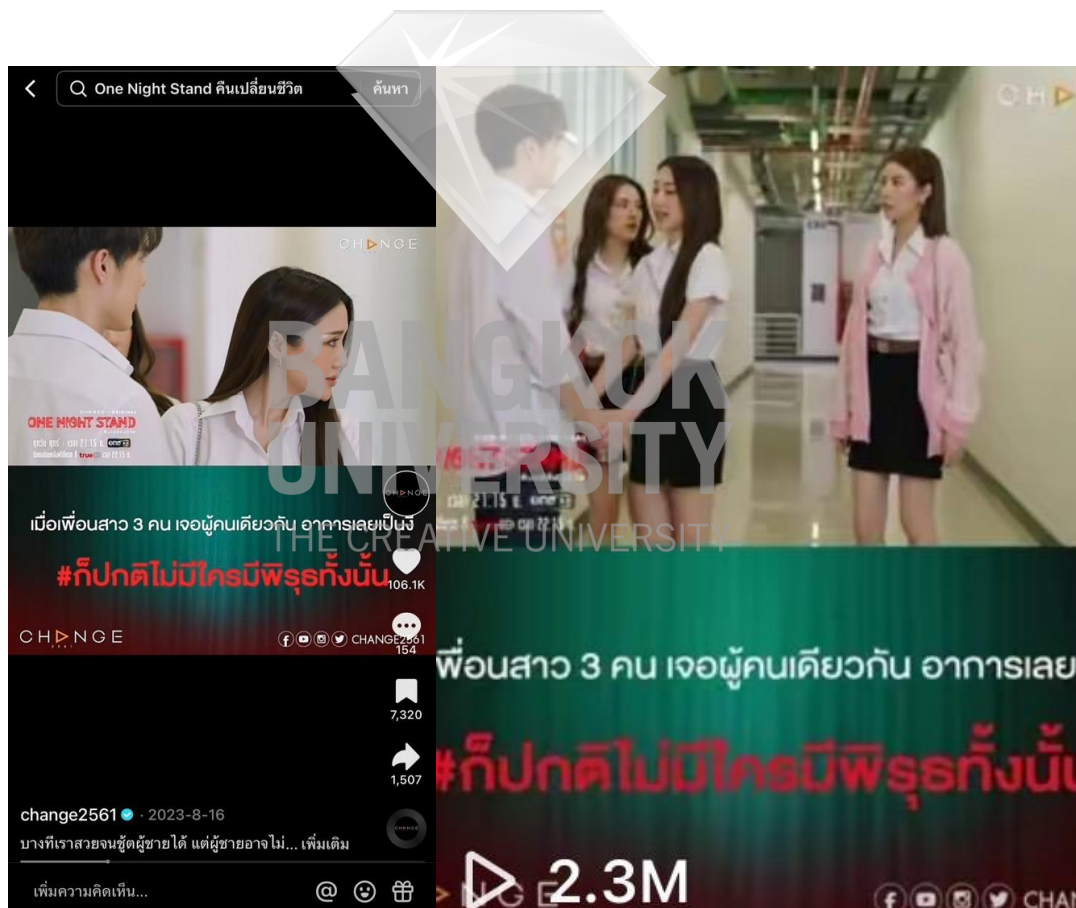 One Night Stand คืนเปลี่ยนชีวิต
ค้นหา
CHANGE
ONE NIGHT STAND
เมื่อเพื่อนสาว 3 คน เจอผู้คนเดียวกัน อาการเลยเป็นงี้
#ก็ปกติไม่มีใครมีพิรุธทั้งนั้น
CHANGE
2561
CHANGE2561
106.1K
154
7,320
1,507
change2561 · 2023-8-16
บางทีเราสวยจนชู้ตผู้ชายได้ แต่ผู้ชายอาจไม่... เพิ่มเติม
เพิ่มความคิดเห็น...
BANGKOK
UNIVERSITY
THE CREATIVE UNIVERSITY
พื่อนสาว 3 คน เจอผู้คนเดียวกัน อาการเลย
#ก็ปกติไม่มีใครมีพิรุธทั้งนั้
2.3M
CHAN